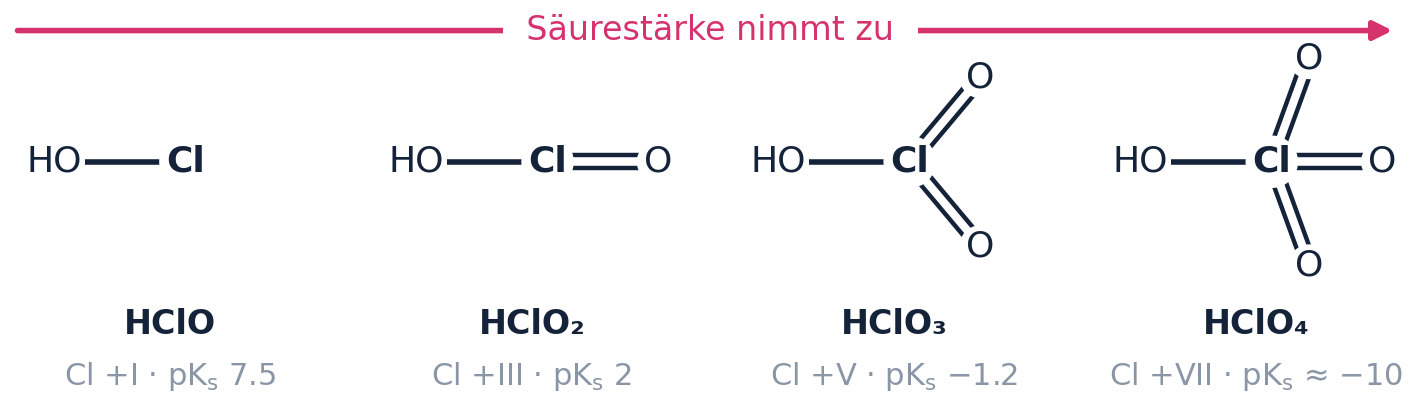 Säurestärke nimmt zu
O
O
HO Cl
HO Cl O
HO Cl
HO Cl O
O
O
HClO
HClO₂
HClO₃
HClO₄
Cl +I · pKₛ 7.5
Cl +III · pKₛ 2
Cl +V · pKₛ −1.2
Cl +VII · pKₛ ≈ −10